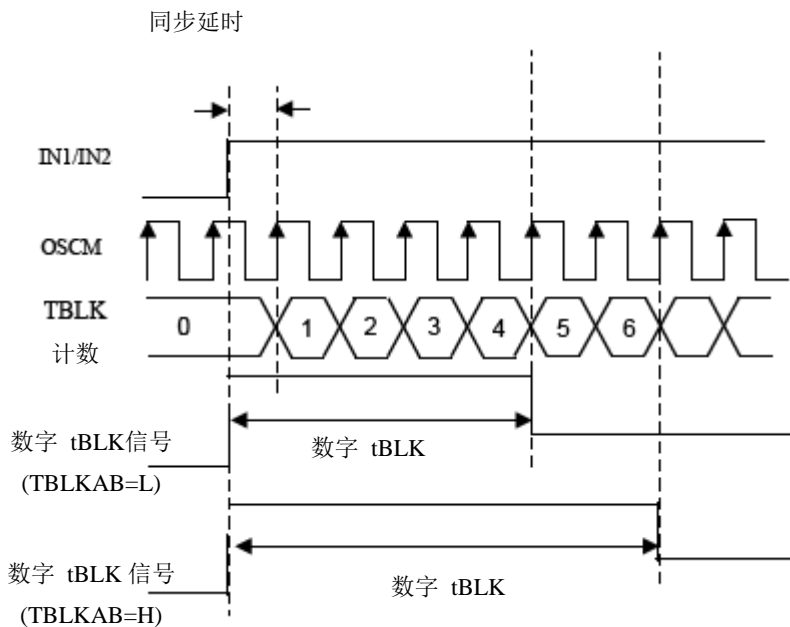 同步延时
IN1/IN2
OSCM
TBLK
计数
0 1 2 3 4 5 6
数字 tBLK信号
(TBLKAB=L)
数字 tBLK
数字 tBLK 信号
(TBLKAB=H)
数字 tBLK